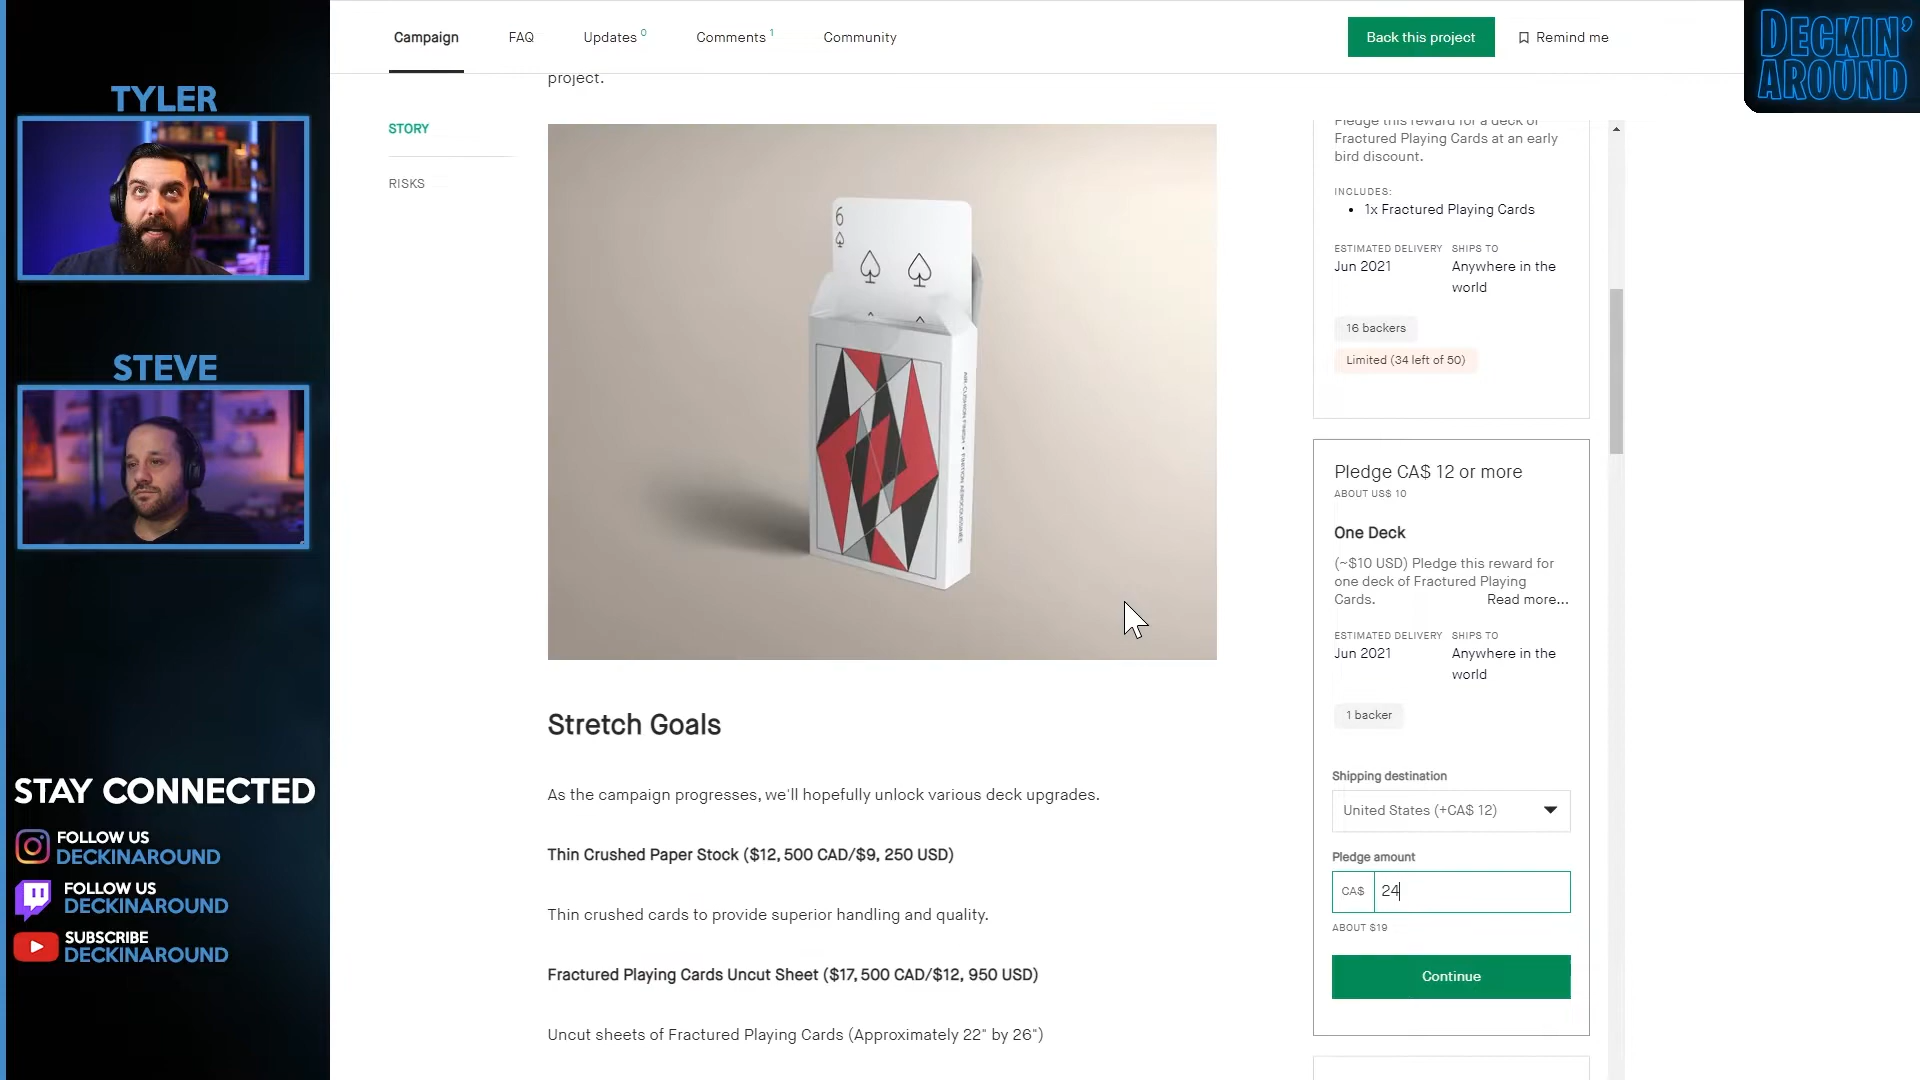 DECKIN'
AROUND
TYLER
STEVE
STAY CONNECTED
FOLLOW US
DECKINAROUND
FOLLOW US
DECKINAROUND
SUBSCRIBE
DECKINAROUND
Campaign
FAQ
Updates 0
Comments 1
Community
Back this project
Remind me
STORY
RISKS
project.
6
Stretch Goals
As the campaign progresses, we'll hopefully unlock various deck upgrades.
Thin Crushed Paper Stock ($12, 500 CAD/$9, 250 USD)
Thin crushed cards to provide superior handling and quality.
Fractured Playing Cards Uncut Sheet ($17, 500 CAD/$12, 950 USD)
Uncut sheets of Fractured Playing Cards (Approximately 22" by 26")
Pledge this reward for a deck of
Fractured Playing Cards at an early
bird discount.
INCLUDES:
• 1x Fractured Playing Cards
ESTIMATED DELIVERY SHIPS TO
Jun 2021 Anywhere in the
world
16 backers
Limited (34 left of 50)
Pledge CA$ 12 or more
ABOUT US$ 10
One Deck
(~$10 USD) Pledge this reward for
one deck of Fractured Playing
Cards. Read more...
ESTIMATED DELIVERY SHIPS TO
Jun 2021 Anywhere in the
world
1 backer
Shipping destination
United States (+CA$ 12)
Pledge amount
CA$ 24
ABOUT $19
Continue